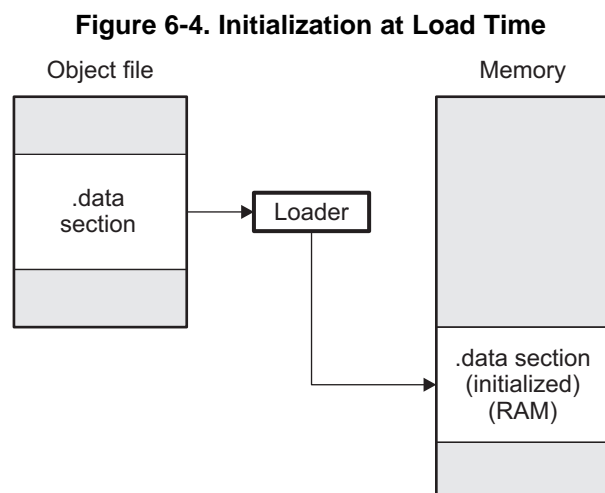 Figure 6-4. Initialization at Load Time
Object file
Memory
.data
section
Loader
.data section
(initialized)
(RAM)